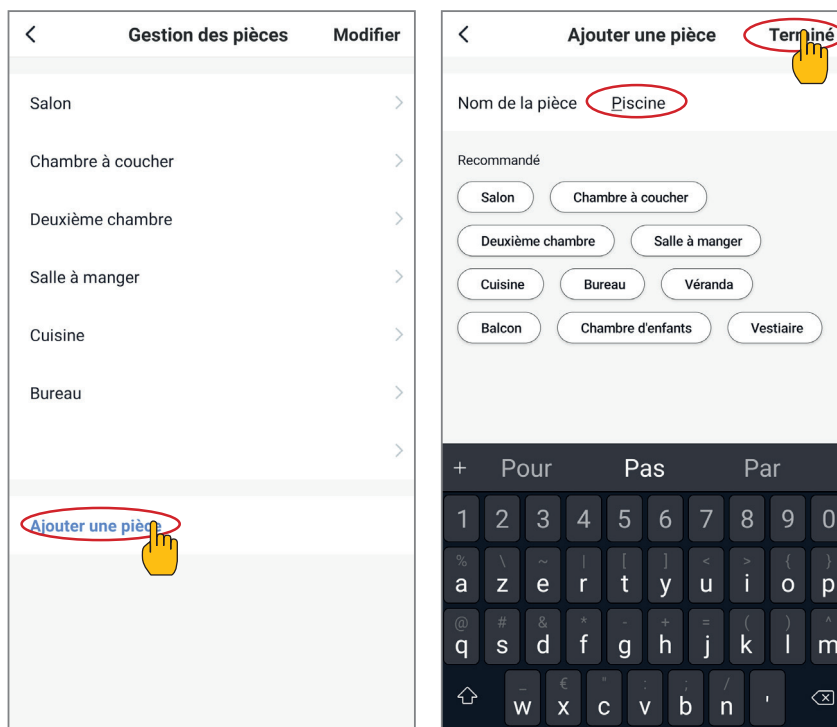 Gestion des pièces Modifier
Salon
Chambre à coucher
Deuxième chambre
Salle à manger
Cuisine
Bureau
Ajouter une pièce
Ajouter une pièce Terminé
Nom de la pièce Piscine
Recommandé
Salon Chambre à coucher
Deuxième chambre Salle à manger
Cuisine Bureau Véranda
Balcon Chambre d'enfants Vestiaire
+ Pour Pas Par
1 2 3 4 5 6 7 8 9 0
% \ ~ | [ ] < > { }
a z e r t y u i o p
@ # & * - + = ( ) ^
q s d f g h j k l m
_ € " : ; /
w x c v b n '